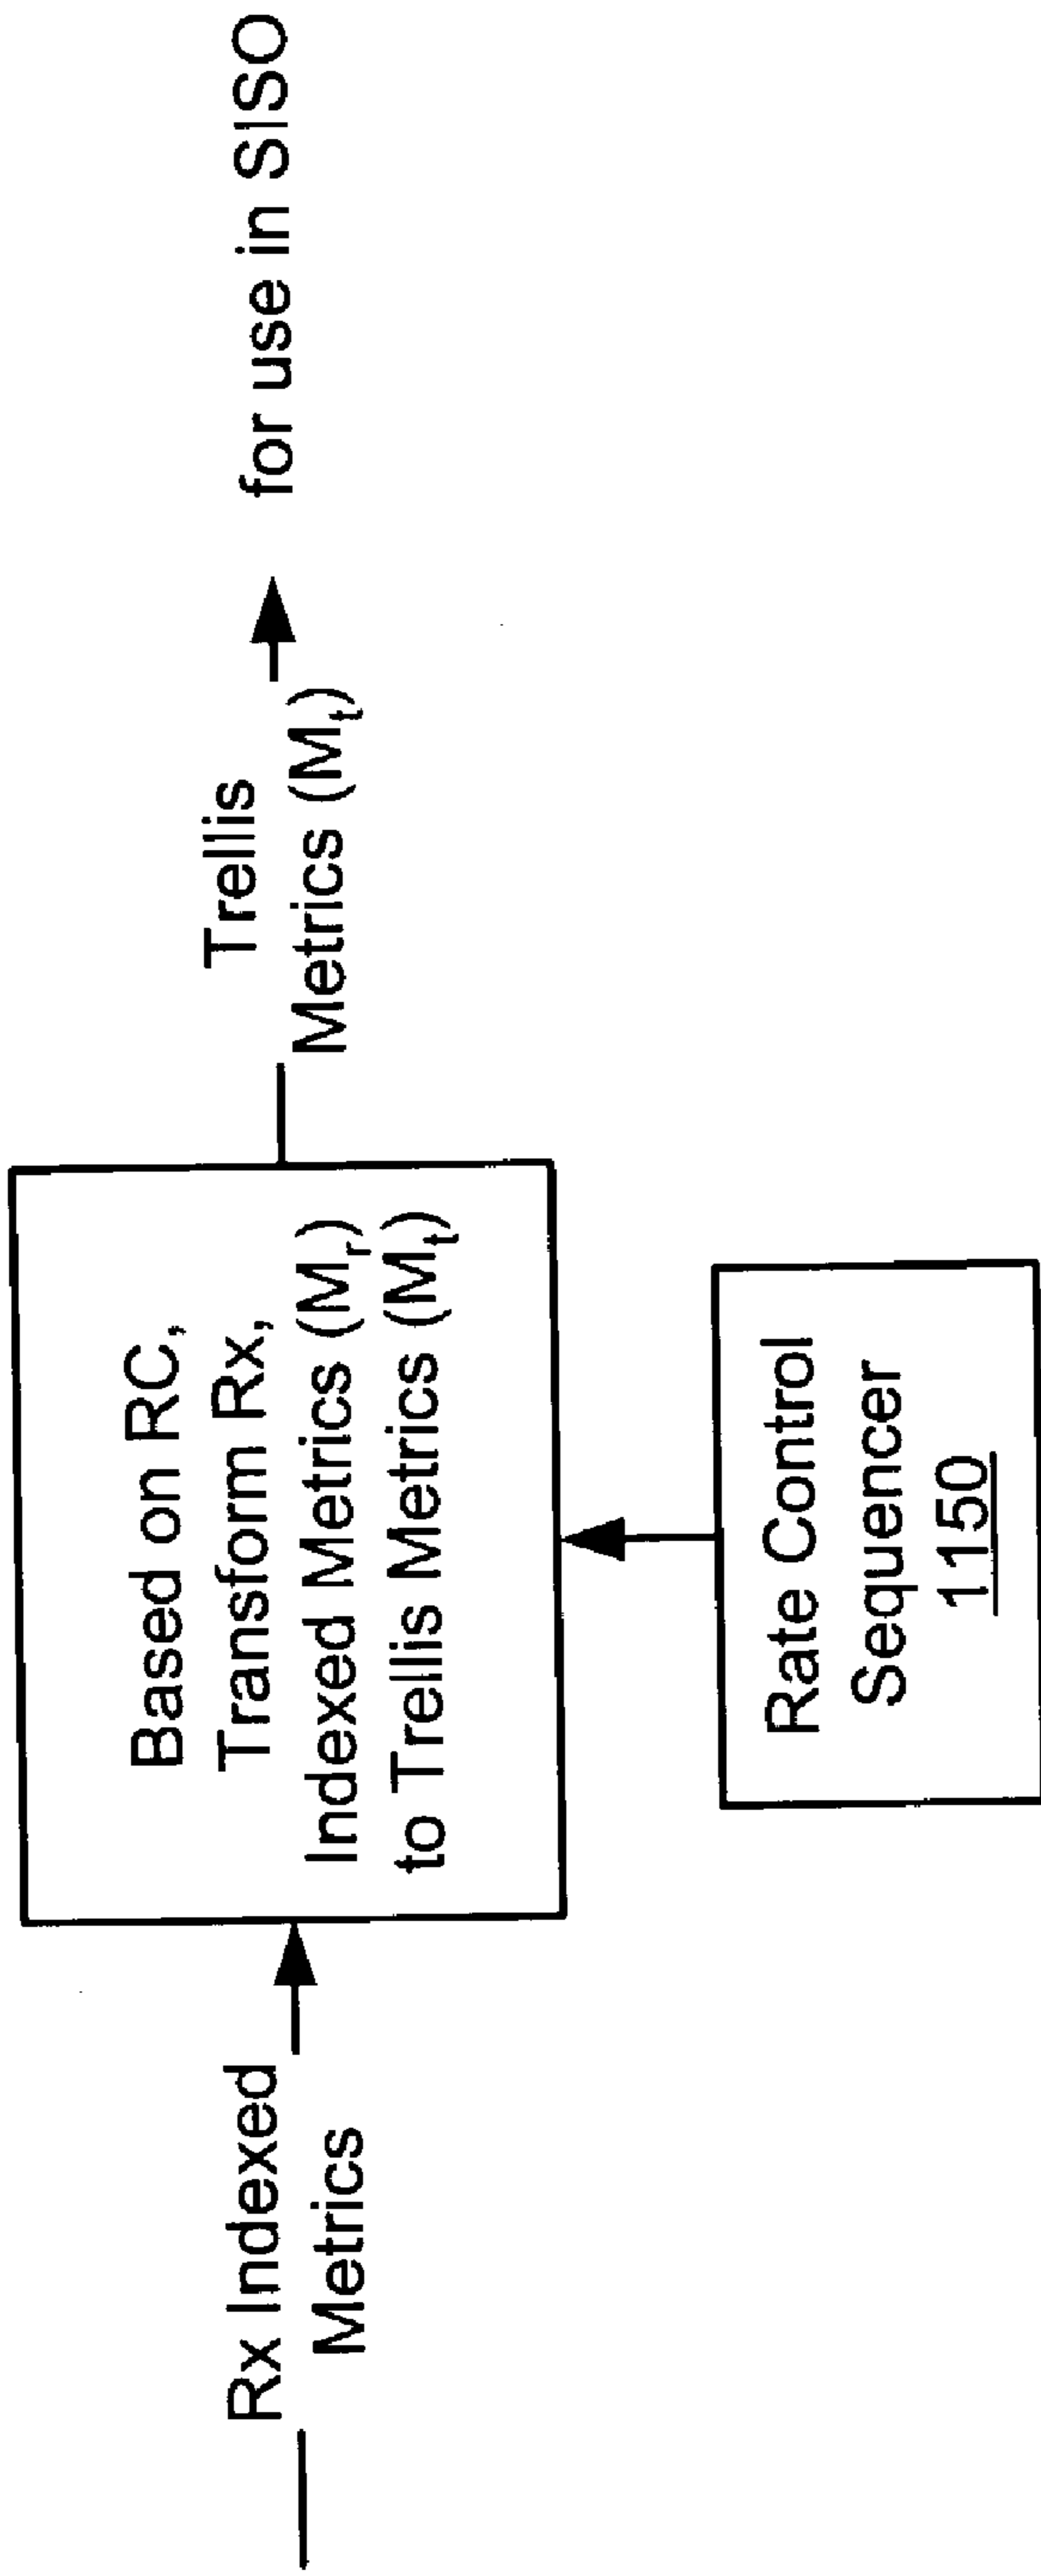 Rx Indexed
Metrics
Based on RC,
Transform Rx,
Indexed Metrics (Mr)
to Trellis Metrics (Mt)
Trellis
Metrics (Mt)
for use in SISO
Rate Control
Sequencer
1150